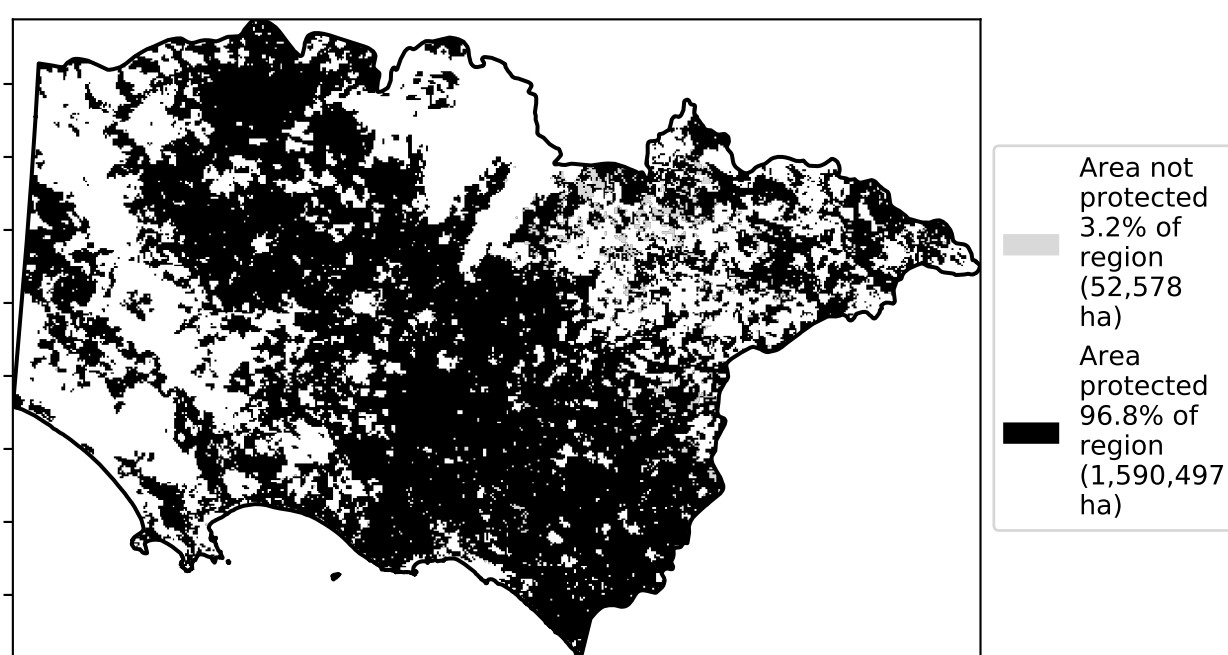 Area not
protected
3.2% of
region
(52,578
ha)
Area
protected
96.8% of
region
(1,590,497
ha)